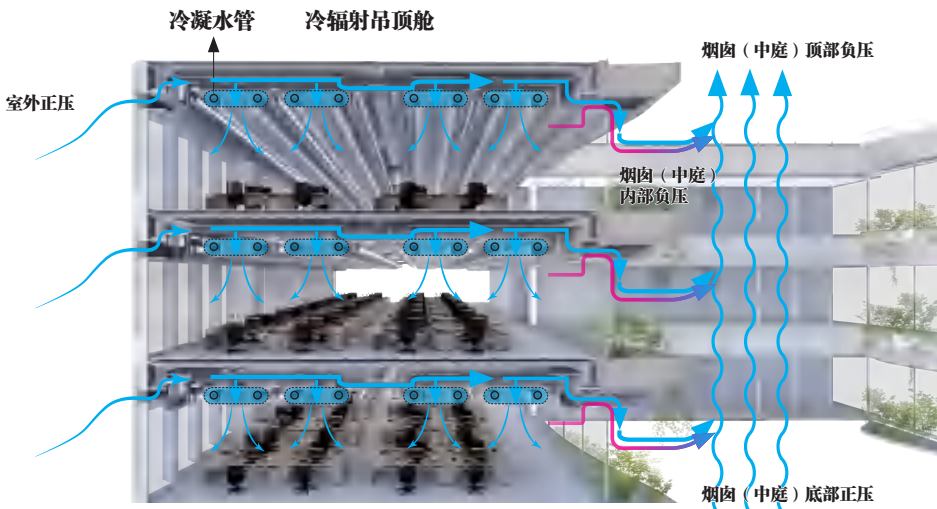 冷凝水管
冷辐射吊顶舱
烟囱（中庭）顶部负压
室外正压
烟囱（中庭）
内部负压
烟囱（中庭）底部正压